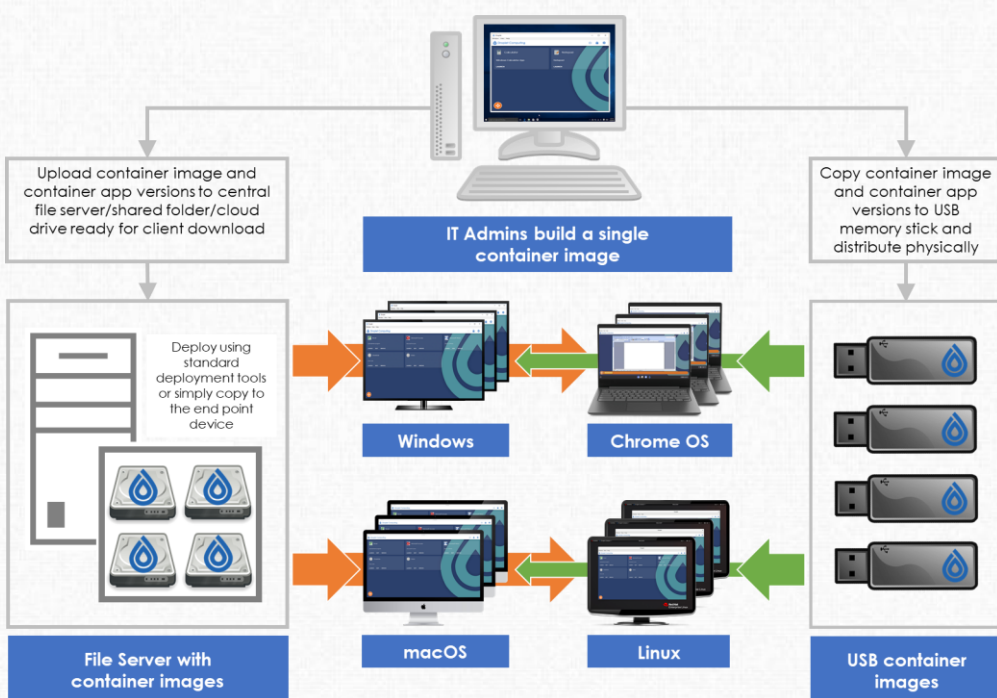 Upload container image and
container app versions to central
file server/shared folder/cloud
drive ready for client download
IT Admins build a single
container image
Copy container image
and container app
versions to USB
memory stick and
distribute physically
Deploy using
standard
deployment tools
or simply copy to
the end point
device
Windows
Chrome OS
macOS
Linux
File Server with
container images
USB container
images